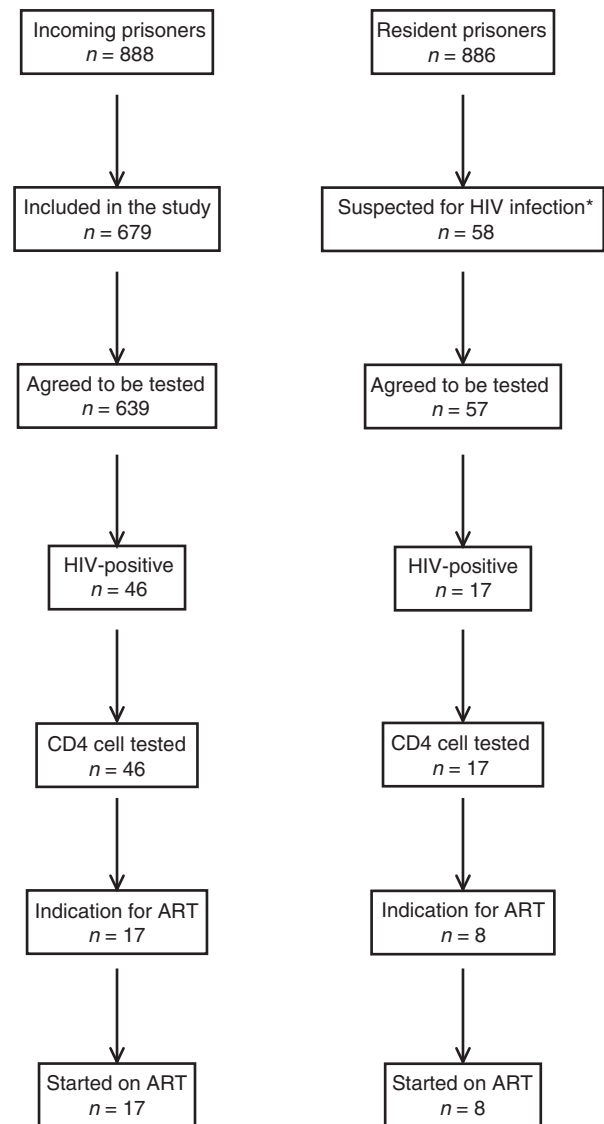 Incoming prisoners
n = 888
Included in the study
n = 679
Agreed to be tested
n = 639
HIV-positive
n = 46
CD4 cell tested
n = 46
Indication for ART
n = 17
Started on ART
n = 17
Resident prisoners
n = 886
Suspected for HIV infection*
n = 58
Agreed to be tested
n = 57
HIV-positive
n = 17
CD4 cell tested
n = 17
Indication for ART
n = 8
Started on ART
n = 8